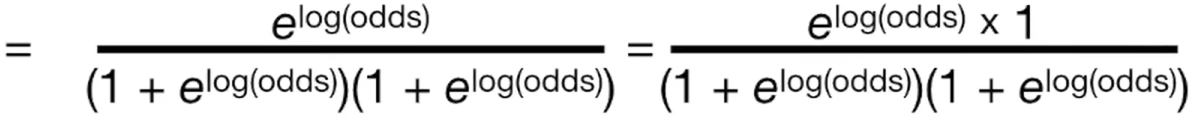 = e^log(odds) / (1 + e^log(odds))(1 + e^log(odds)) = e^log(odds) x 1 / (1 + e^log(odds))(1 + e^log(odds))